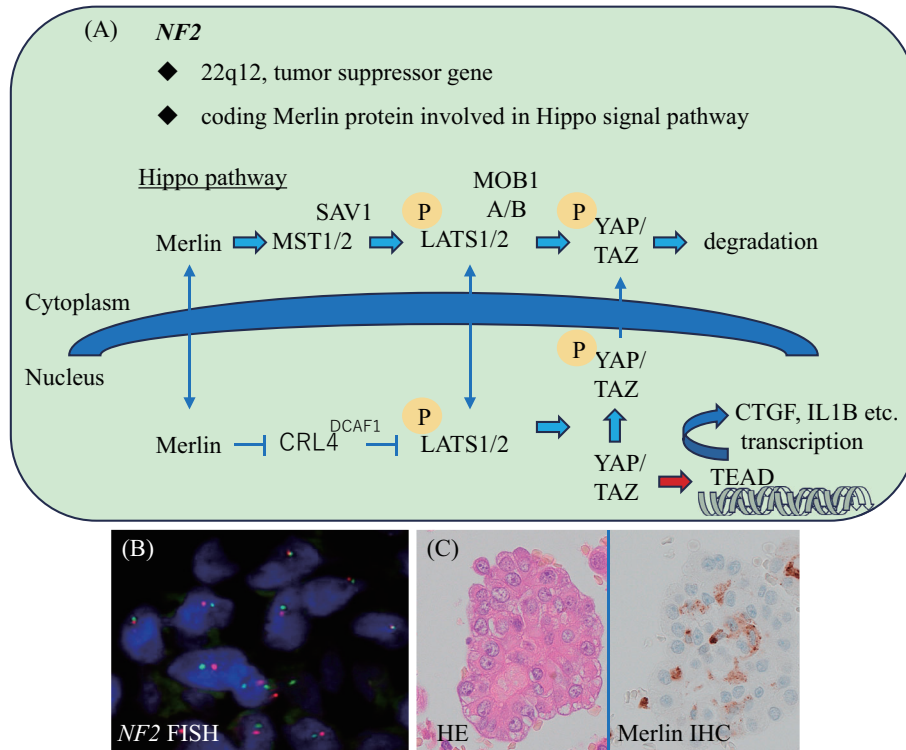 (A) NF2
◆ 22q12, tumor suppressor gene
◆ coding Merlin protein involved in Hippo signal pathway
Hippo pathway
MOB1
SAV1 P A/B P YAP/
Merlin MST1/2 LATS1/2 TAZ degradation
Cytoplasm
Nucleus
P YAP/
TAZ
P
Merlin CRL4 DCAF1 LATS1/2
CTGF, IL1B etc.
transcription
YAP/
TAZ
TEAD
(B)
NF2 FISH
(C)
HE
Merlin IHC